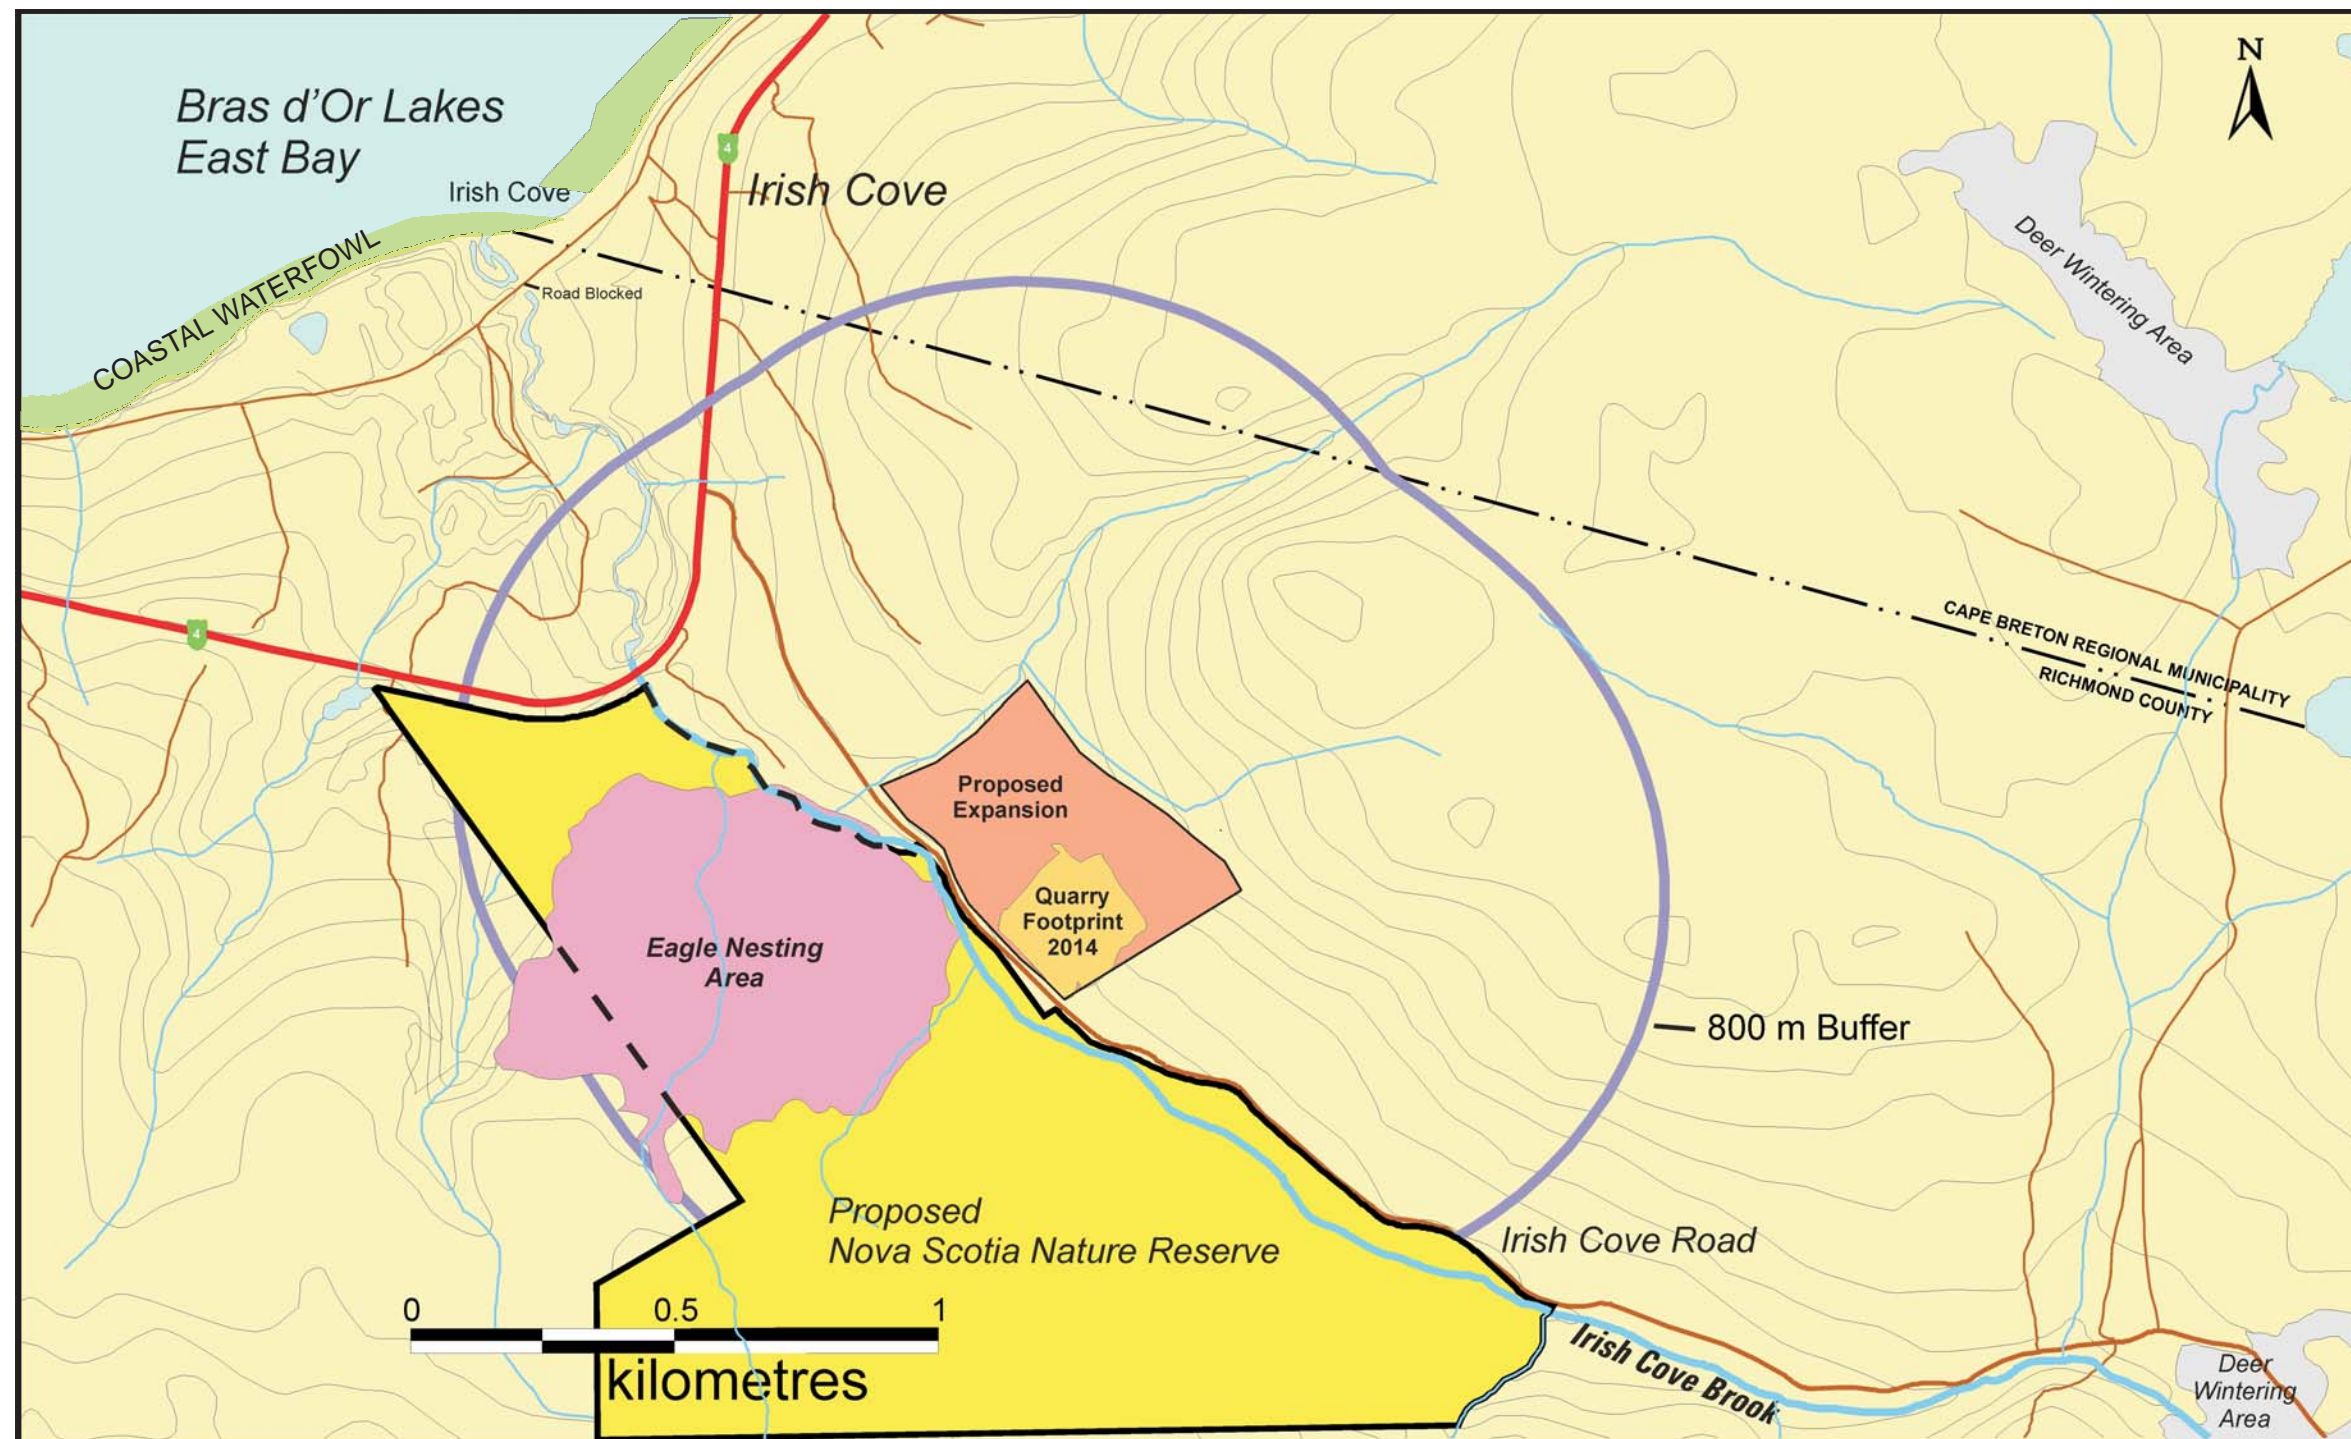 N
Bras d'Or Lakes
East Bay
4
Irish Cove
Irish Cove
COASTAL WATERFOWL
Road Blocked
Deer Wintering Area
CAPE BRETON REGIONAL MUNICIPALITY
RICHMOND COUNTY
4
Proposed
Expansion
Quarry
Footprint
2014
Eagle Nesting
Area
800 m Buffer
Proposed
Nova Scotia Nature Reserve
Irish Cove Road
0 0.5 1
kilometres
Irish Cove Brook
Deer
Wintering
Area